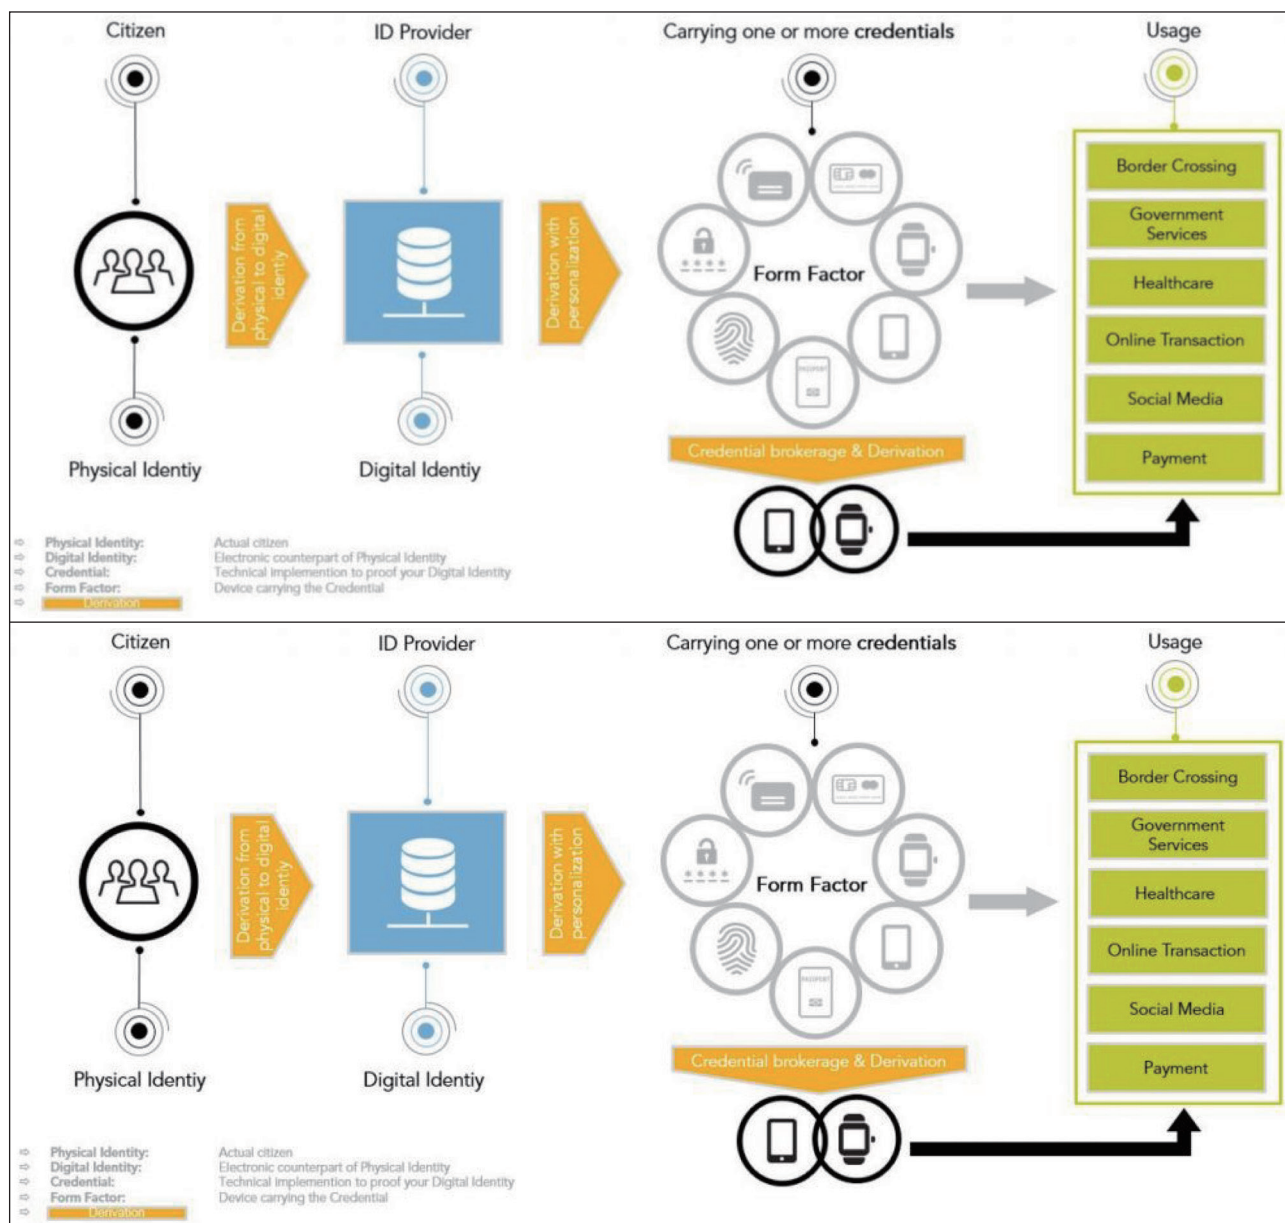 Citizen
ID Provider
Carrying one or more credentials
Usage
Derivation from
physical to digital
identiy
Derivation with
personalization
Form Factor
PASSPORT
Border Crossing
Government
Services
Healthcare
Online Transaction
Social Media
Payment
Credential brokerage & Derivation
Physical Identiy
Digital Identiy
Physical Identity: Actual citizen
Digital Identity: Electronic counterpart of Physical Identity
Credential: Technical implemention to proof your Digital Identity
Form Factor: Device carrying the Credential
Derivation
Citizen
ID Provider
Carrying one or more credentials
Usage
Derivation from
physical to digital
identiy
Derivation with
personalization
Form Factor
PASSPORT
Border Crossing
Government
Services
Healthcare
Online Transaction
Social Media
Payment
Credential brokerage & Derivation
Physical Identiy
Digital Identiy
Physical Identity: Actual citizen
Digital Identity: Electronic counterpart of Physical Identity
Credential: Technical implemention to proof your Digital Identity
Form Factor: Device carrying the Credential
Derivation